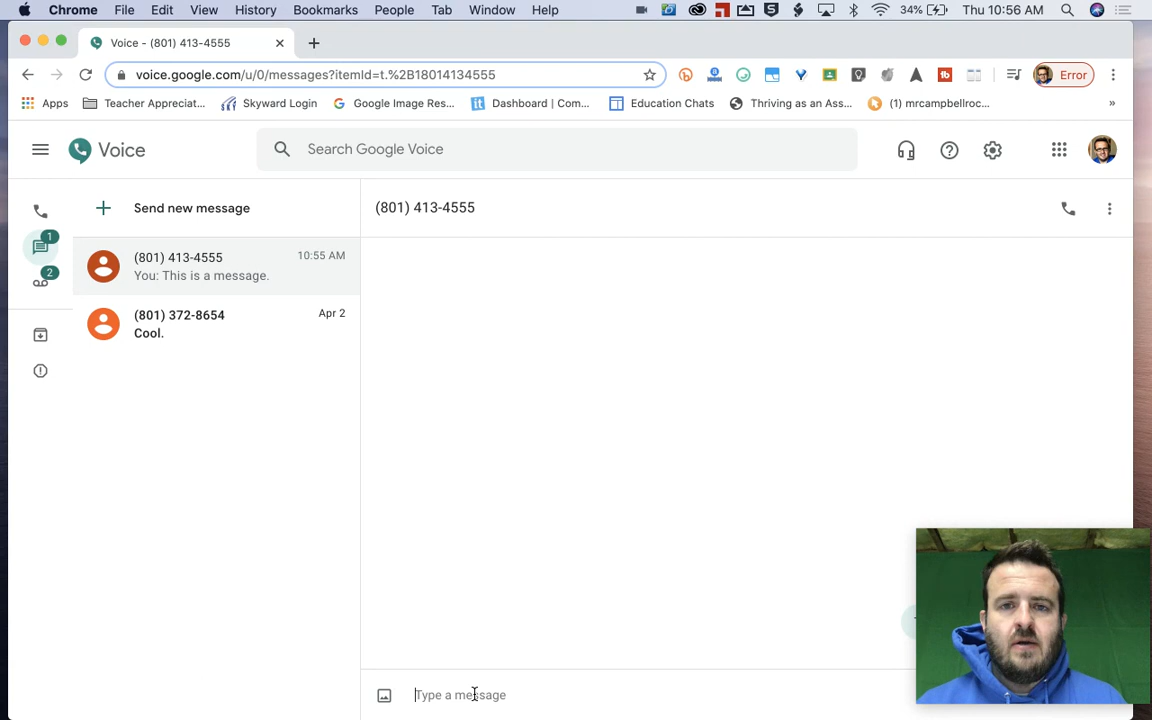 Chrome File Edit View History Bookmarks People Tab Window Help 34% Thu 10:56 AM
Voice - (801) 413-4555
voice.google.com/u/0/messages?itemId=t.%2B18014134555 Error
Apps Teacher Appreciat... Skyward Login Google Image Res... Dashboard | Com... Education Chats Thriving as an Ass... (1) mrcampbellroc... »
Voice Search Google Voice
Send new message
(801) 413-4555
1
(801) 413-4555 10:55 AM
You: This is a message.
2
(801) 372-8654 Apr 2
Cool.
Type a message